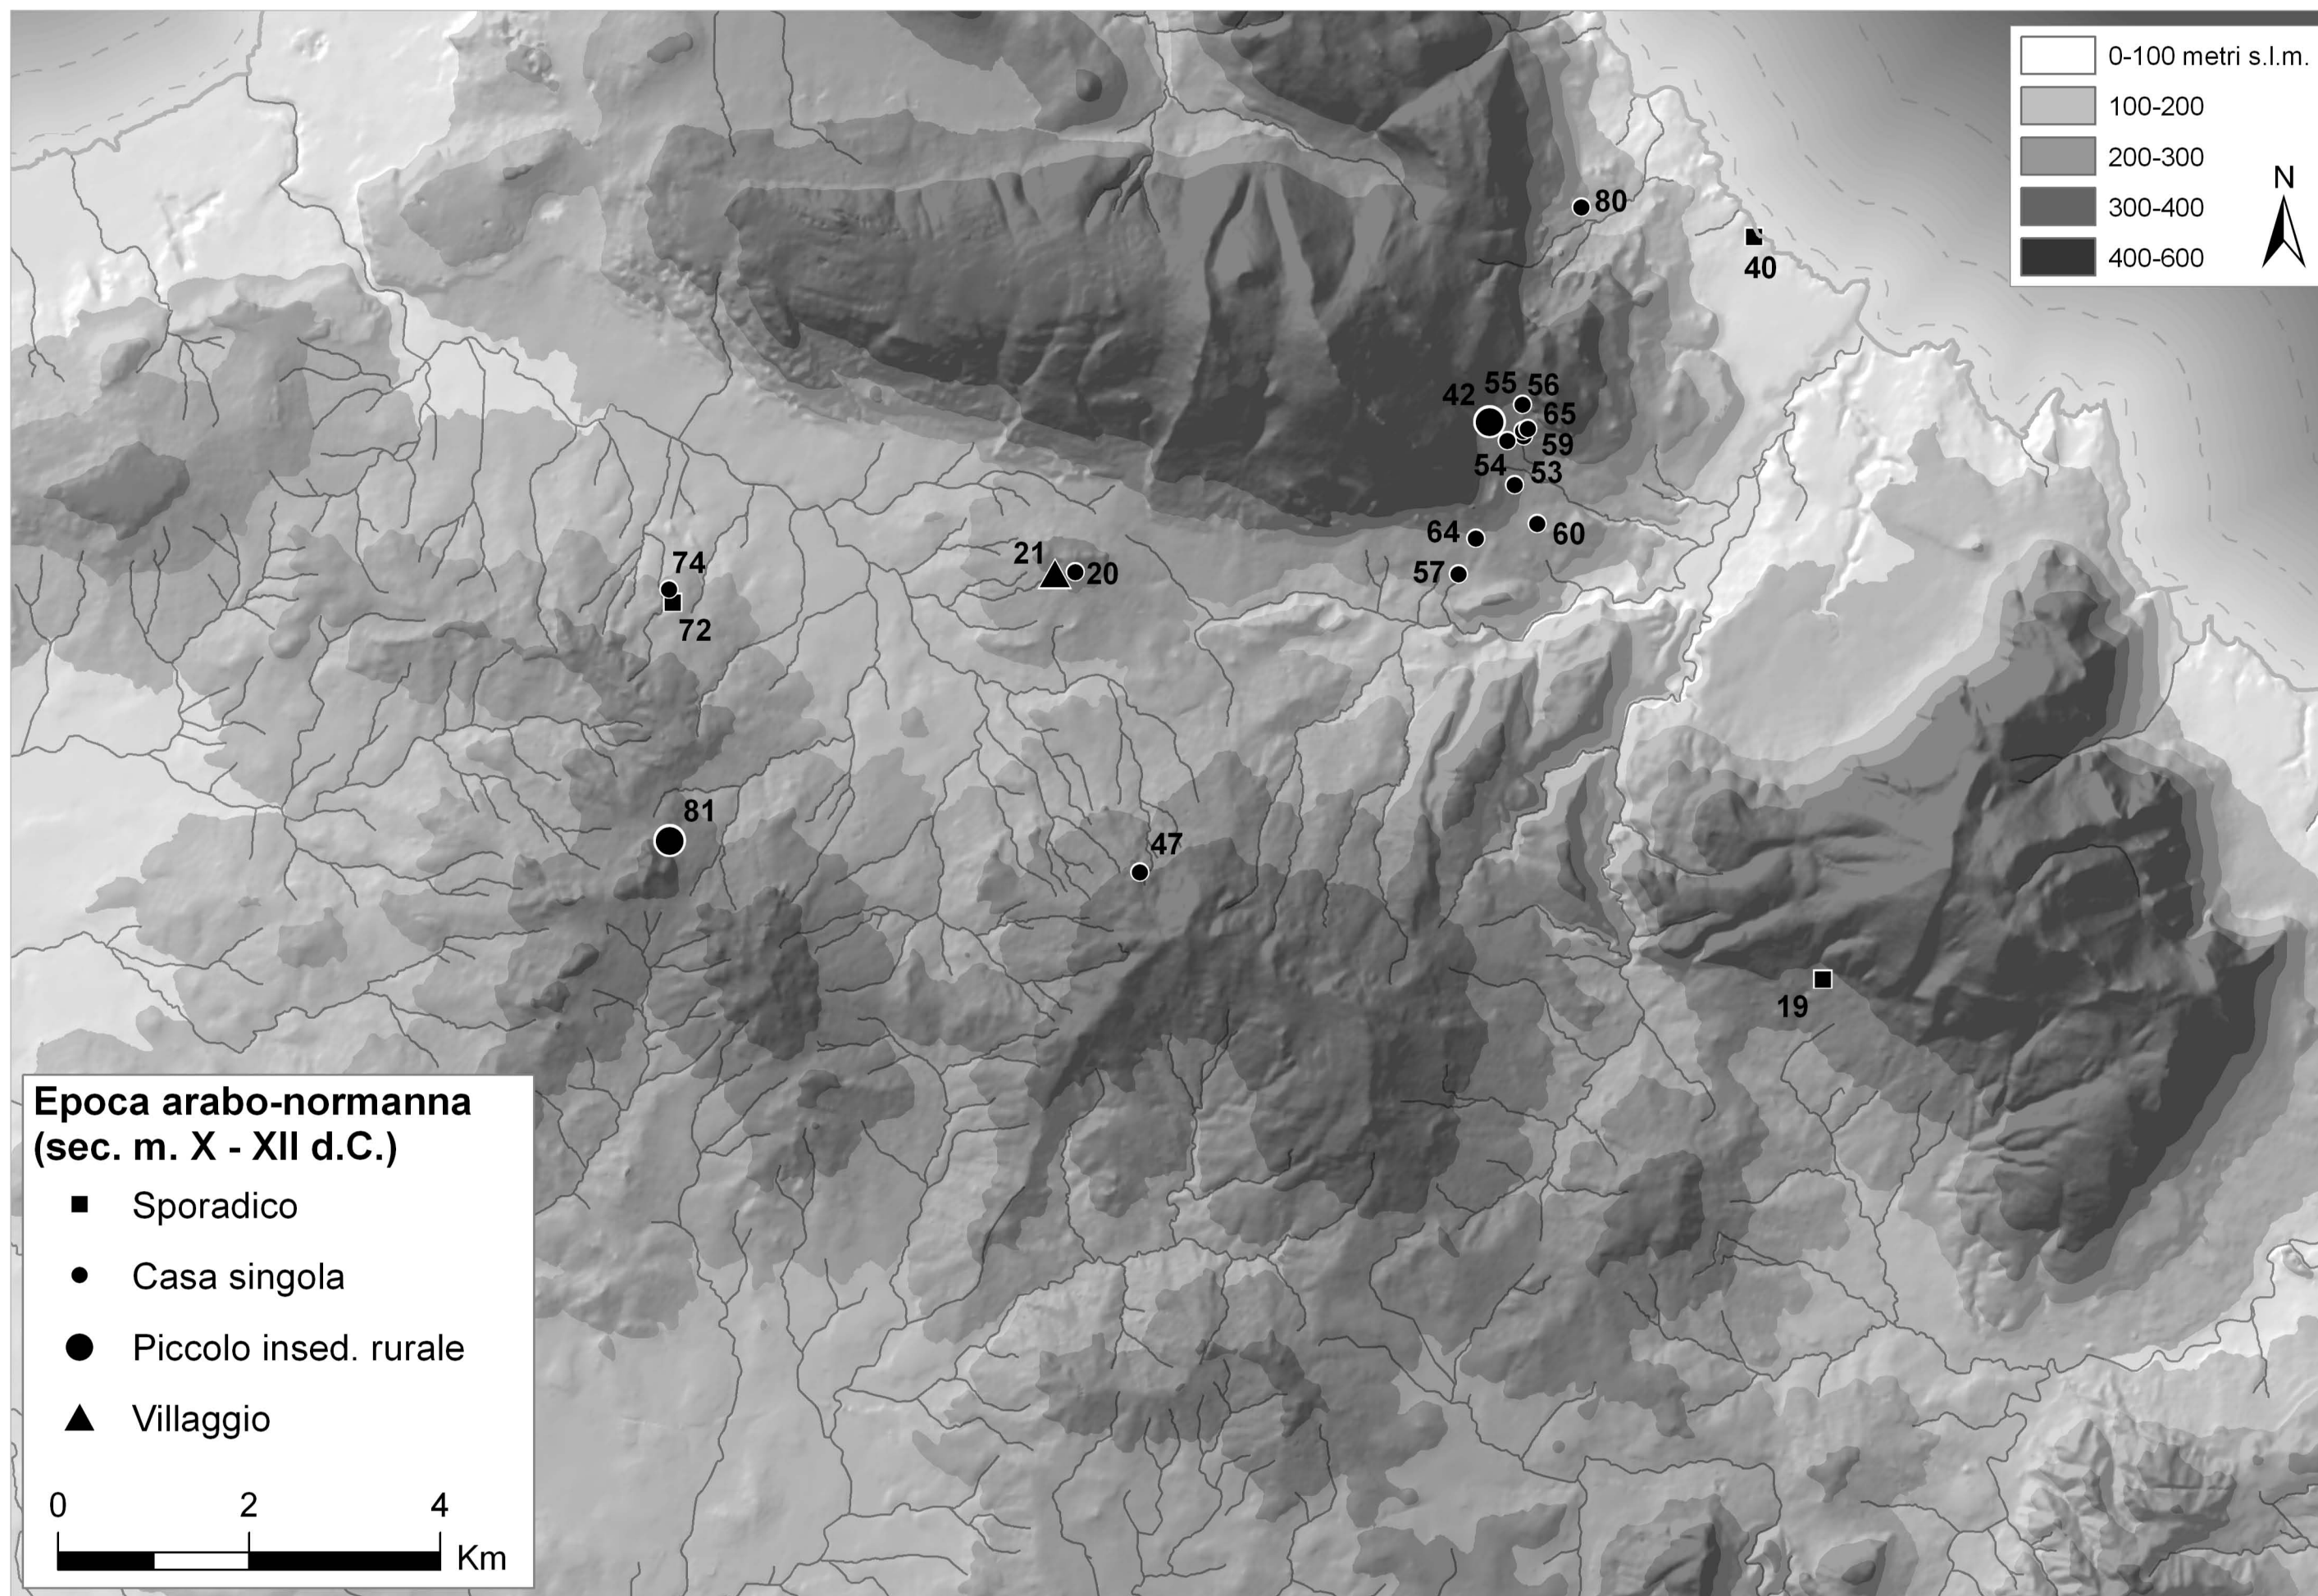 0-100 metri s.l.m.
100-200
200-300
300-400
400-600
N
80
40
55 56
42
65
59
54 53
64 60
57
21 20
74
72
81
47
19
Epoca arabo-normanna
(sec. m. X - XII d.C.)
Sporadico
Casa singola
Piccolo insed. rurale
Villaggio
0 2 4
Km